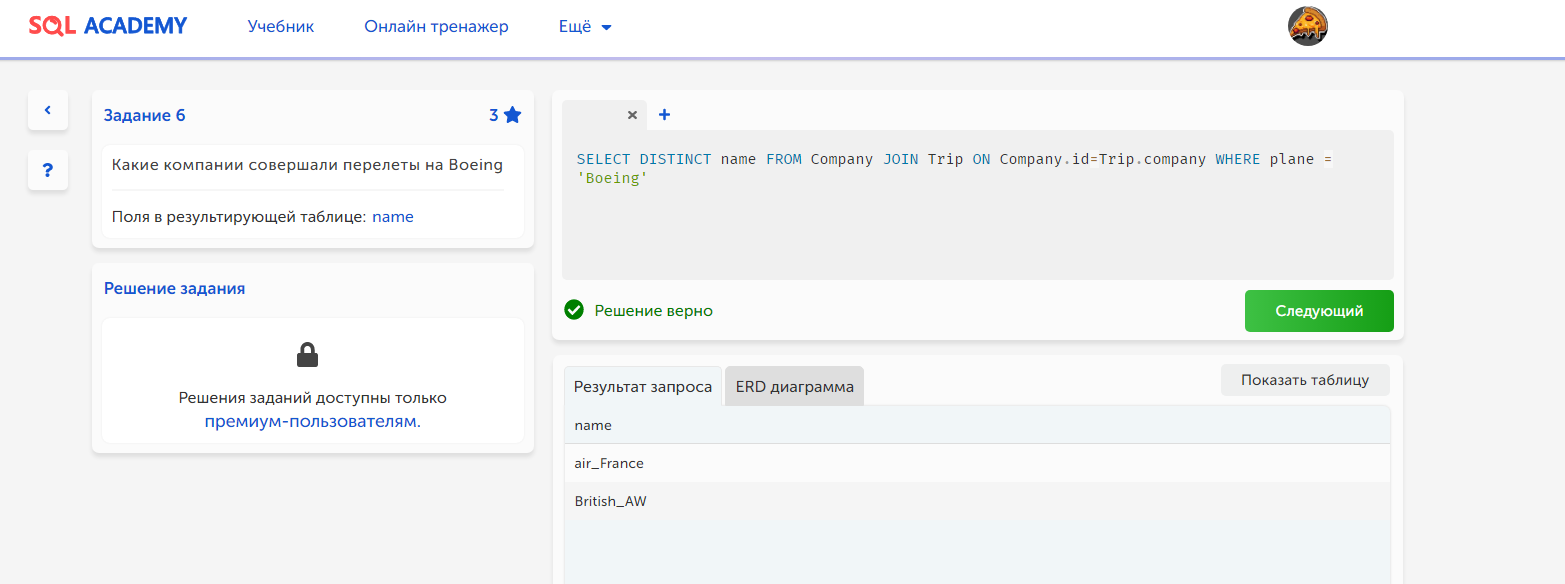 SQL ACADEMY
Учебник
Онлайн тренажер
Ещё
Задание 6
3
Какие компании совершали перелеты на Boeing
Поля в результирующей таблице: name
Решение задания
Решения заданий доступны только
премиум-пользователям.
SELECT DISTINCT name FROM Company JOIN Trip ON Company.id=Trip.company WHERE plane =
'Boeing'
Решение верно
Следующий
Результат запроса
ERD диаграмма
Показать таблицу
name
air_France
British_AW